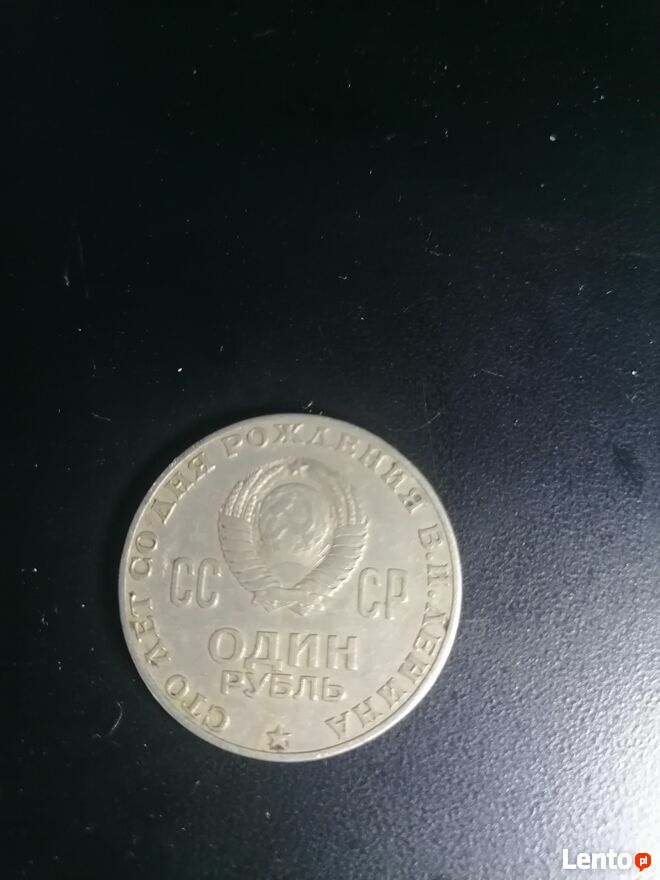 СТО ЛЕТ СО ДНЯ РОЖДЕНИЯ В.И.ЛЕНИНА
СС СР
ОДИН
РУБЛЬ
Lento.pl